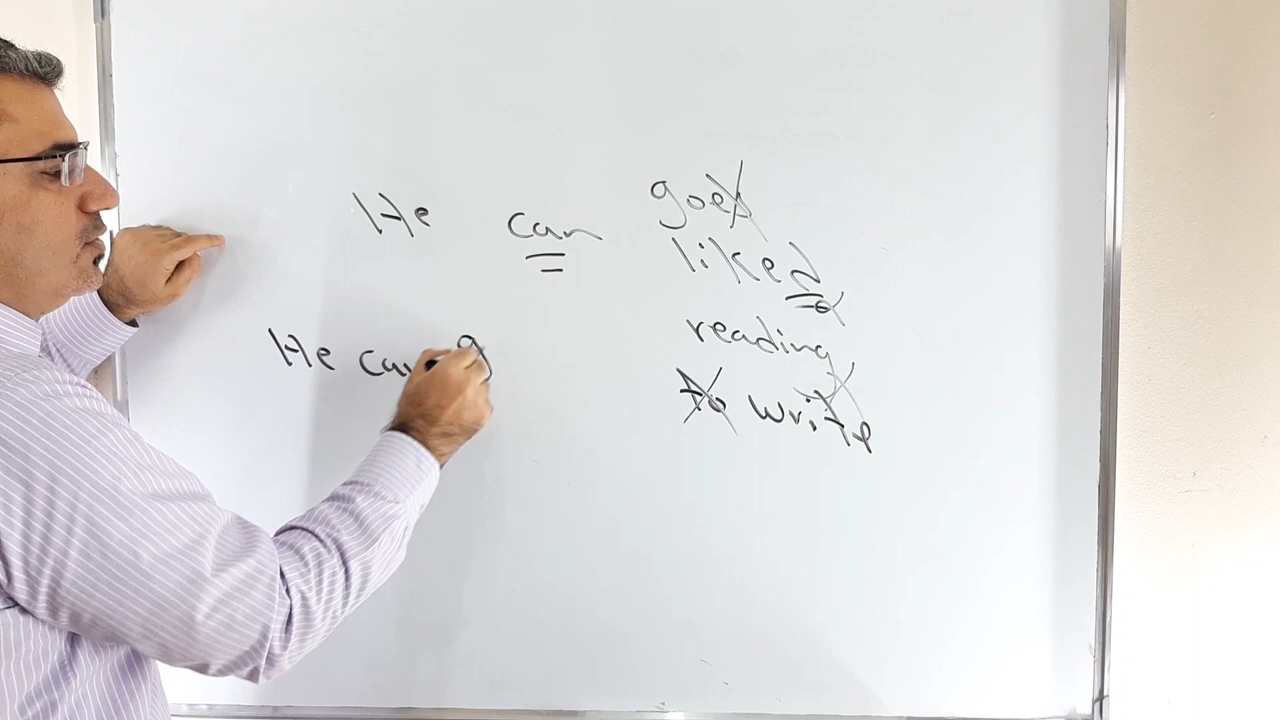 He can goes
liked
reading
to write
He can g